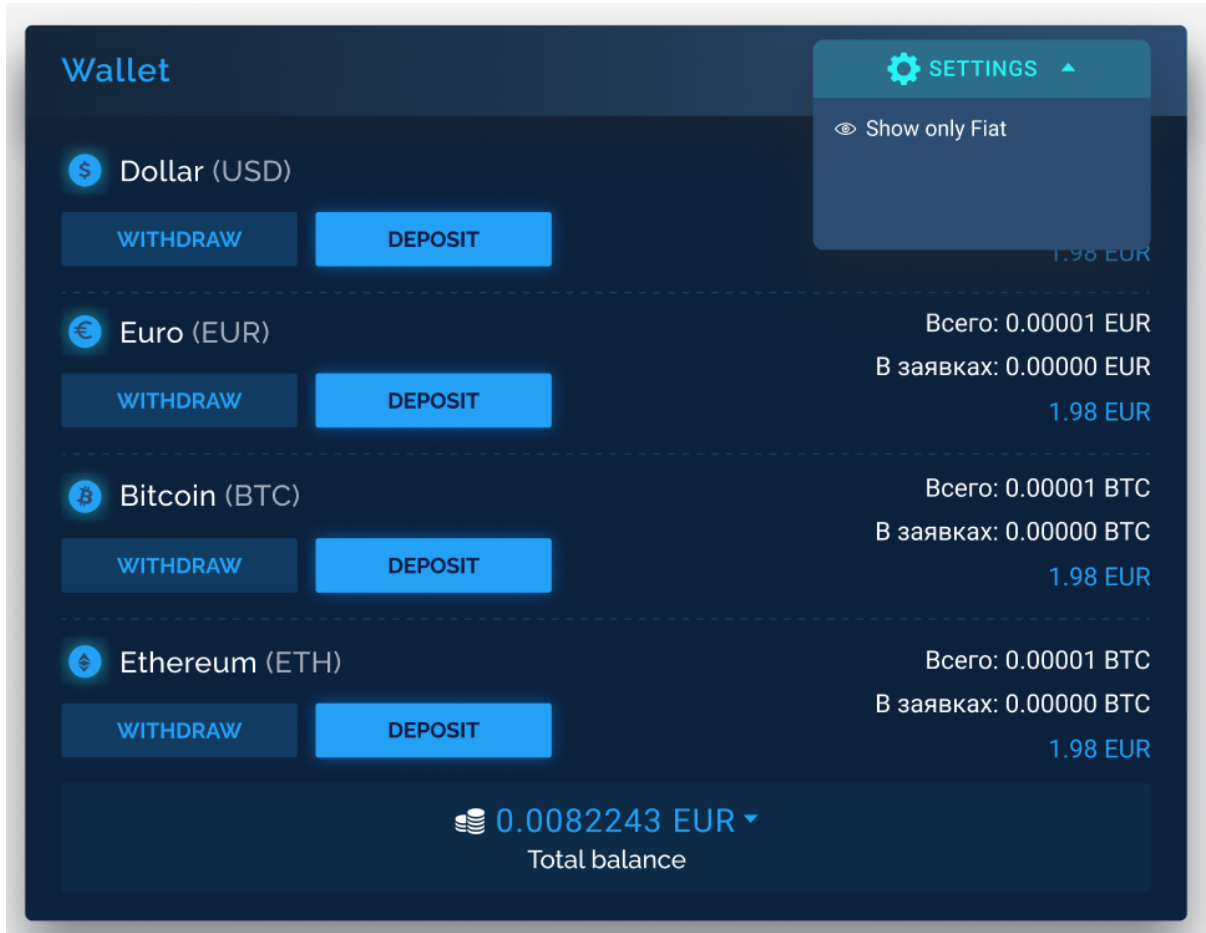 Wallet
SETTINGS
Show only Fiat
Dollar (USD)
WITHDRAW
DEPOSIT
1.98 EUR
Euro (EUR)
WITHDRAW
DEPOSIT
Всего: 0.00001 EUR
В заявках: 0.00000 EUR
1.98 EUR
Bitcoin (BTC)
WITHDRAW
DEPOSIT
Всего: 0.00001 BTC
В заявках: 0.00000 BTC
1.98 EUR
Ethereum (ETH)
WITHDRAW
DEPOSIT
Всего: 0.00001 BTC
В заявках: 0.00000 BTC
1.98 EUR
0.0082243 EUR
Total balance